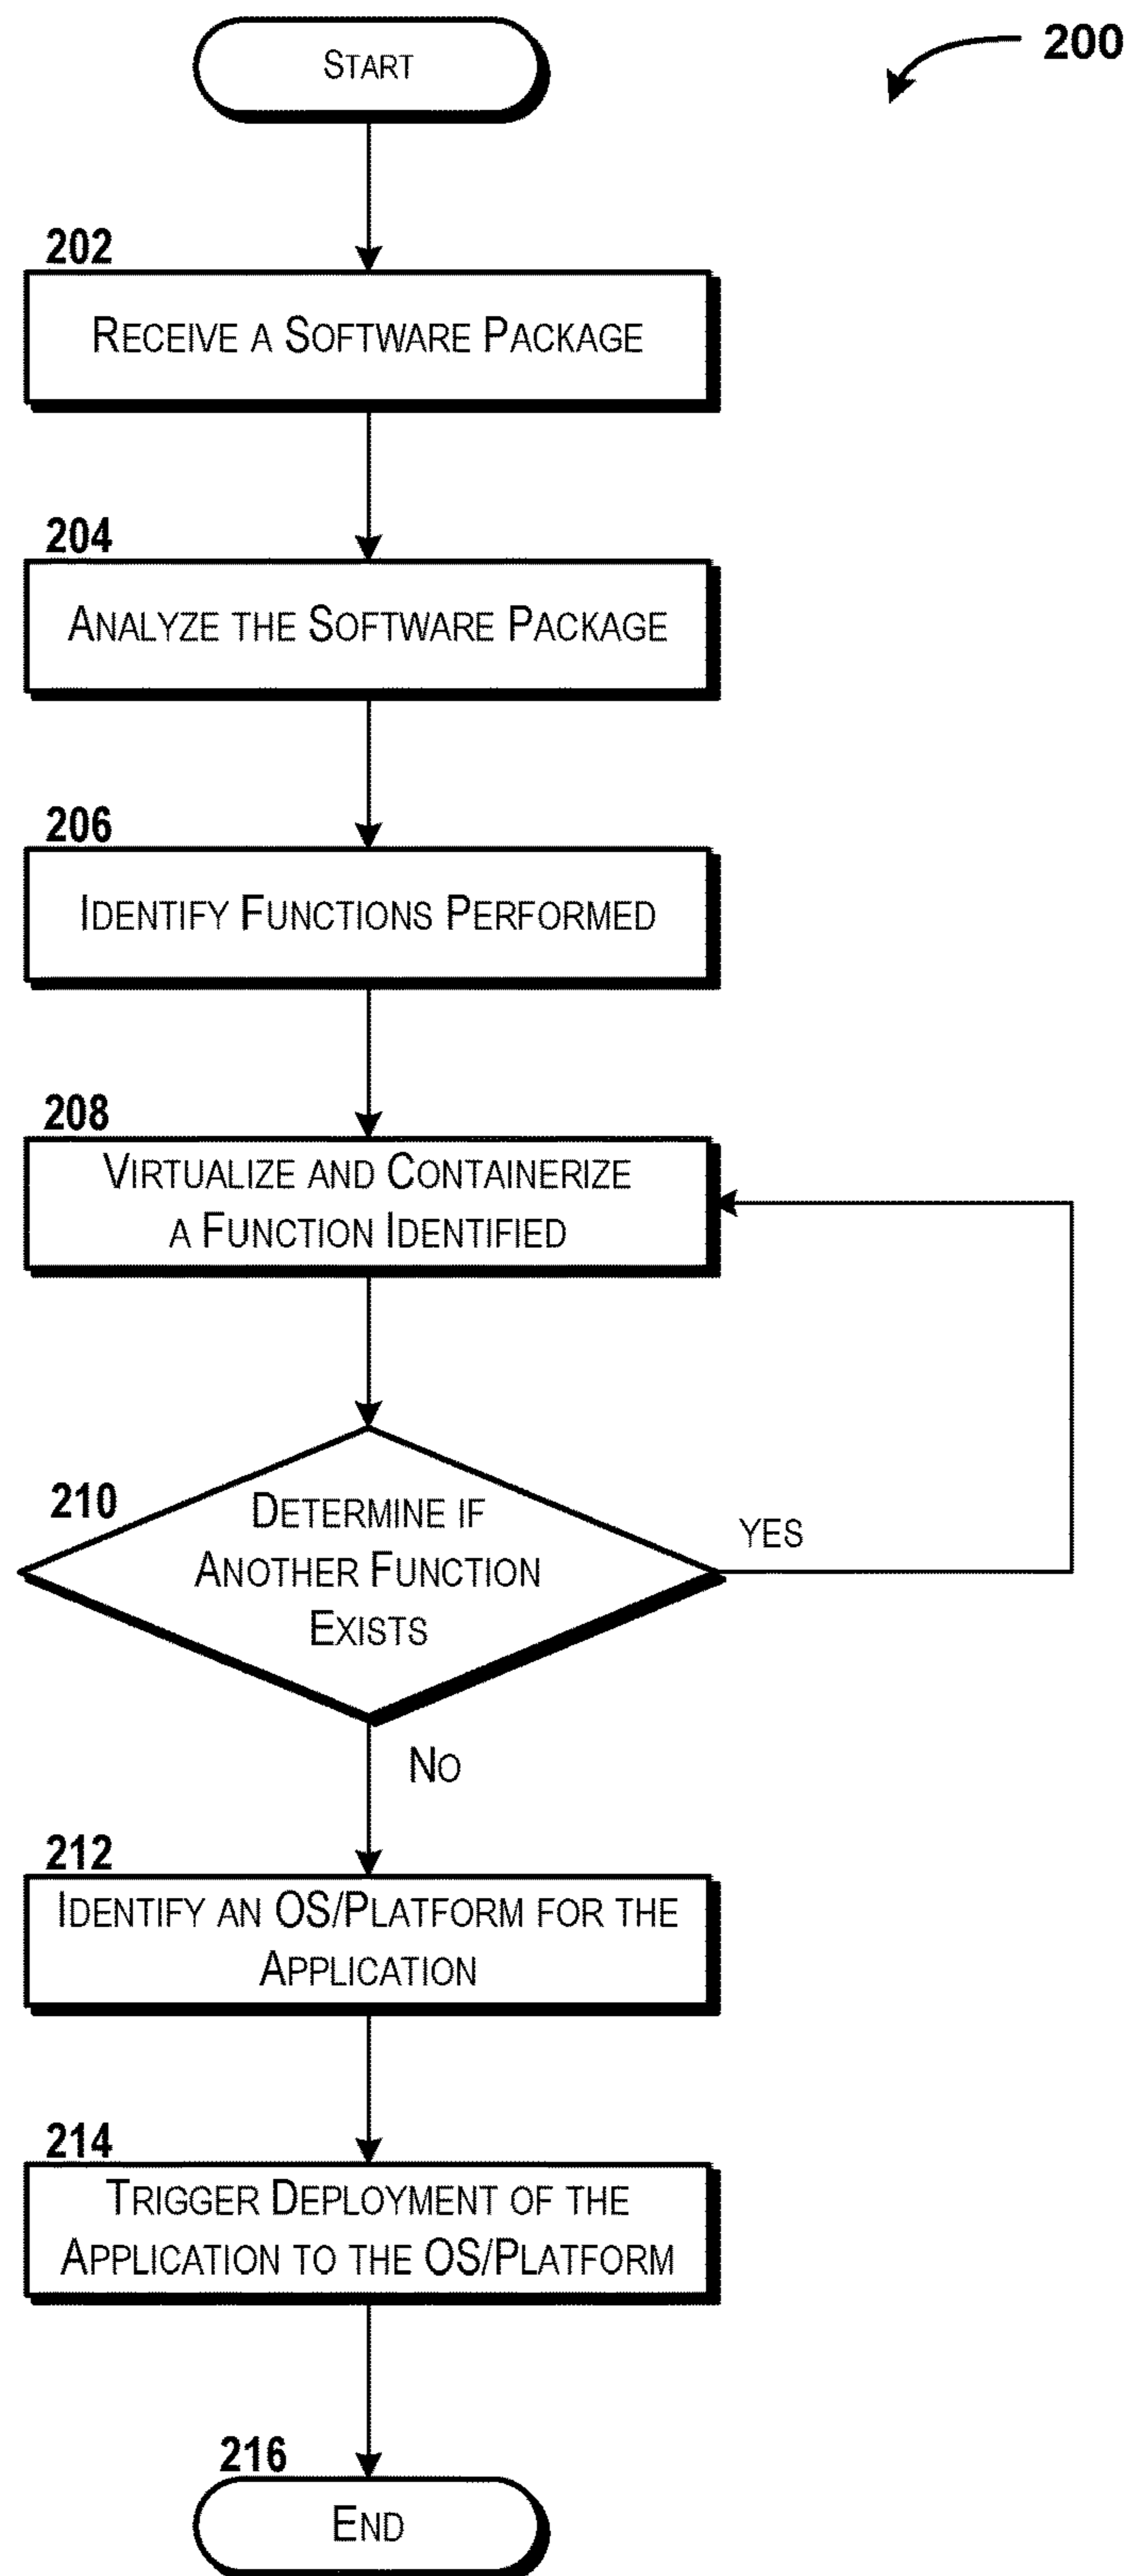 START
200
202
RECEIVE A SOFTWARE PACKAGE
204
ANALYZE THE SOFTWARE PACKAGE
206
IDENTIFY FUNCTIONS PERFORMED
208
VIRTUALIZE AND CONTAINERIZE
A FUNCTION IDENTIFIED
210
DETERMINE IF
ANOTHER FUNCTION
EXISTS
YES
NO
212
IDENTIFY AN OS/PLATFORM FOR THE
APPLICATION
214
TRIGGER DEPLOYMENT OF THE
APPLICATION TO THE OS/PLATFORM
216
END